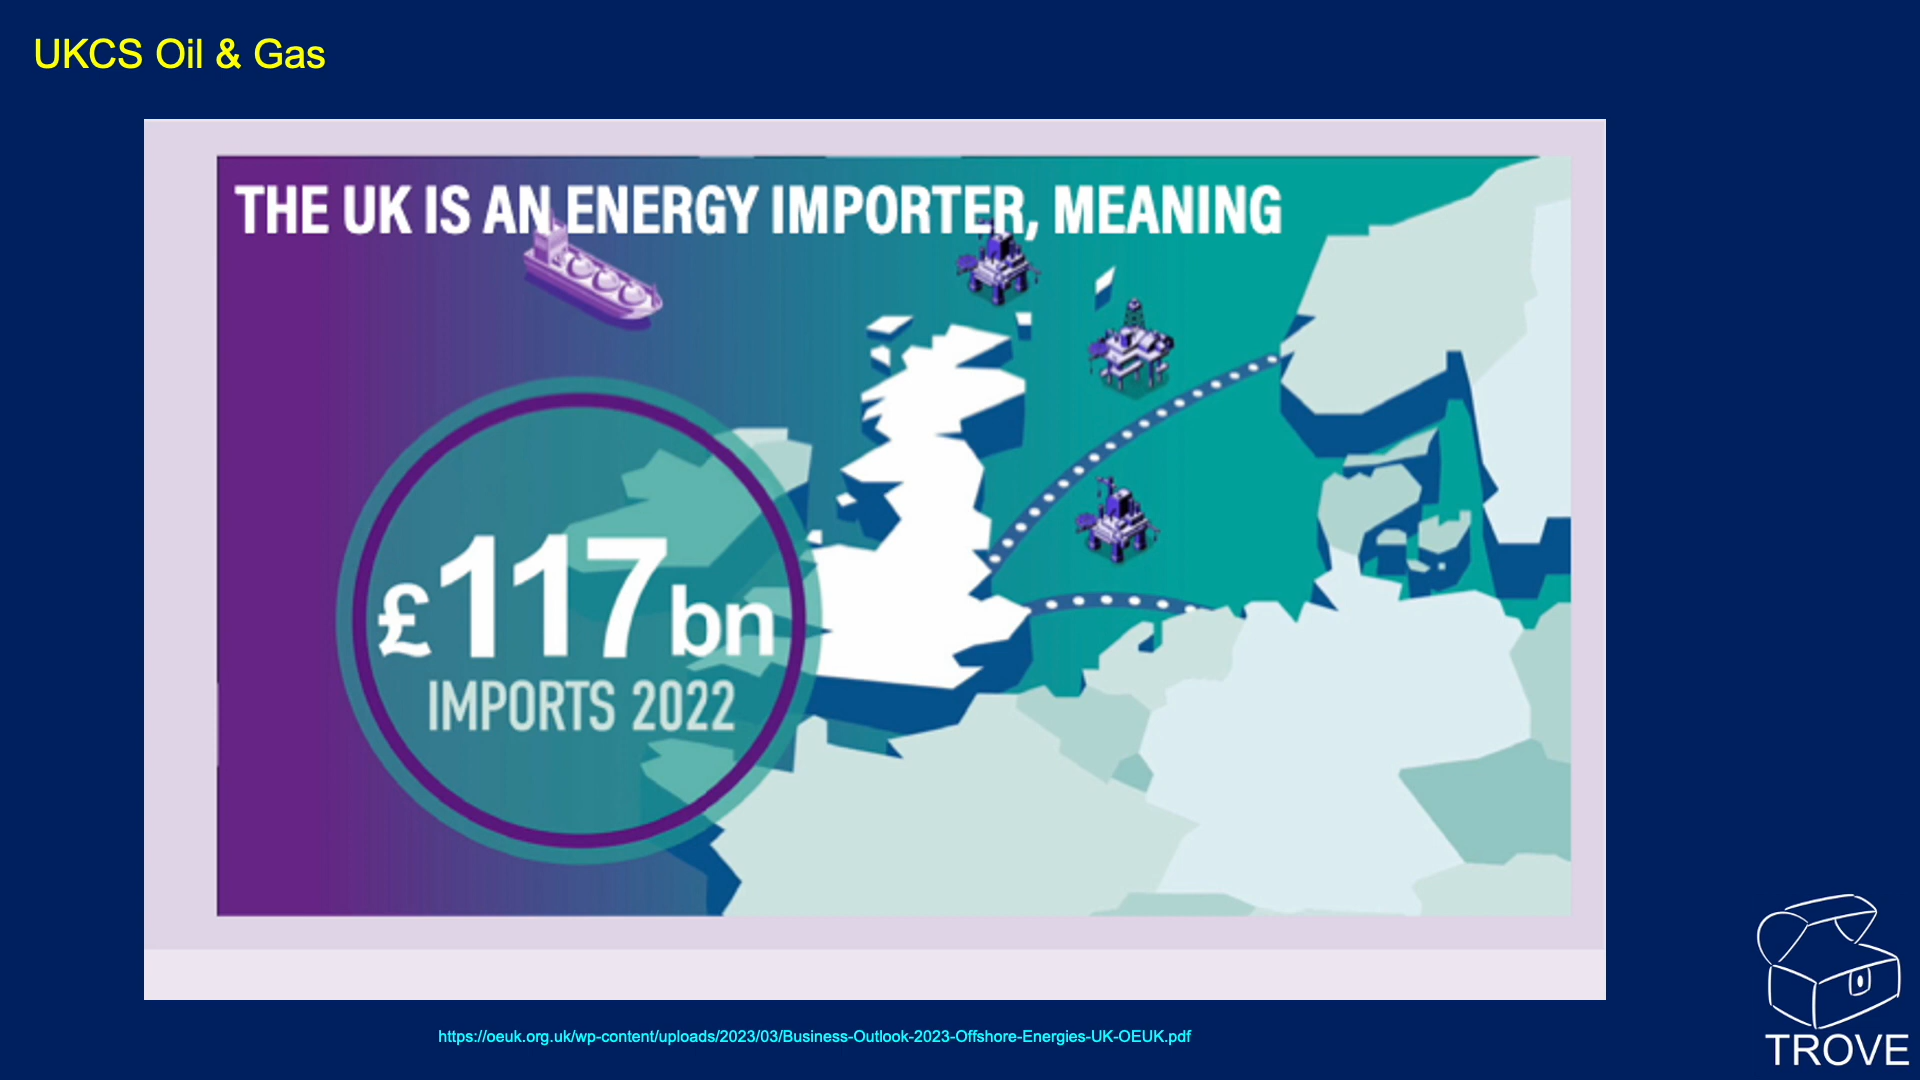 UKCS Oil & Gas
THE UK IS AN ENERGY IMPORTER, MEANING
£117bn
IMPORTS 2022
https://oeuk.org.uk/wp-content/uploads/2023/03/Business-Outlook-2023-Offshore-Energies-UK-OEUK.pdf
TROVE